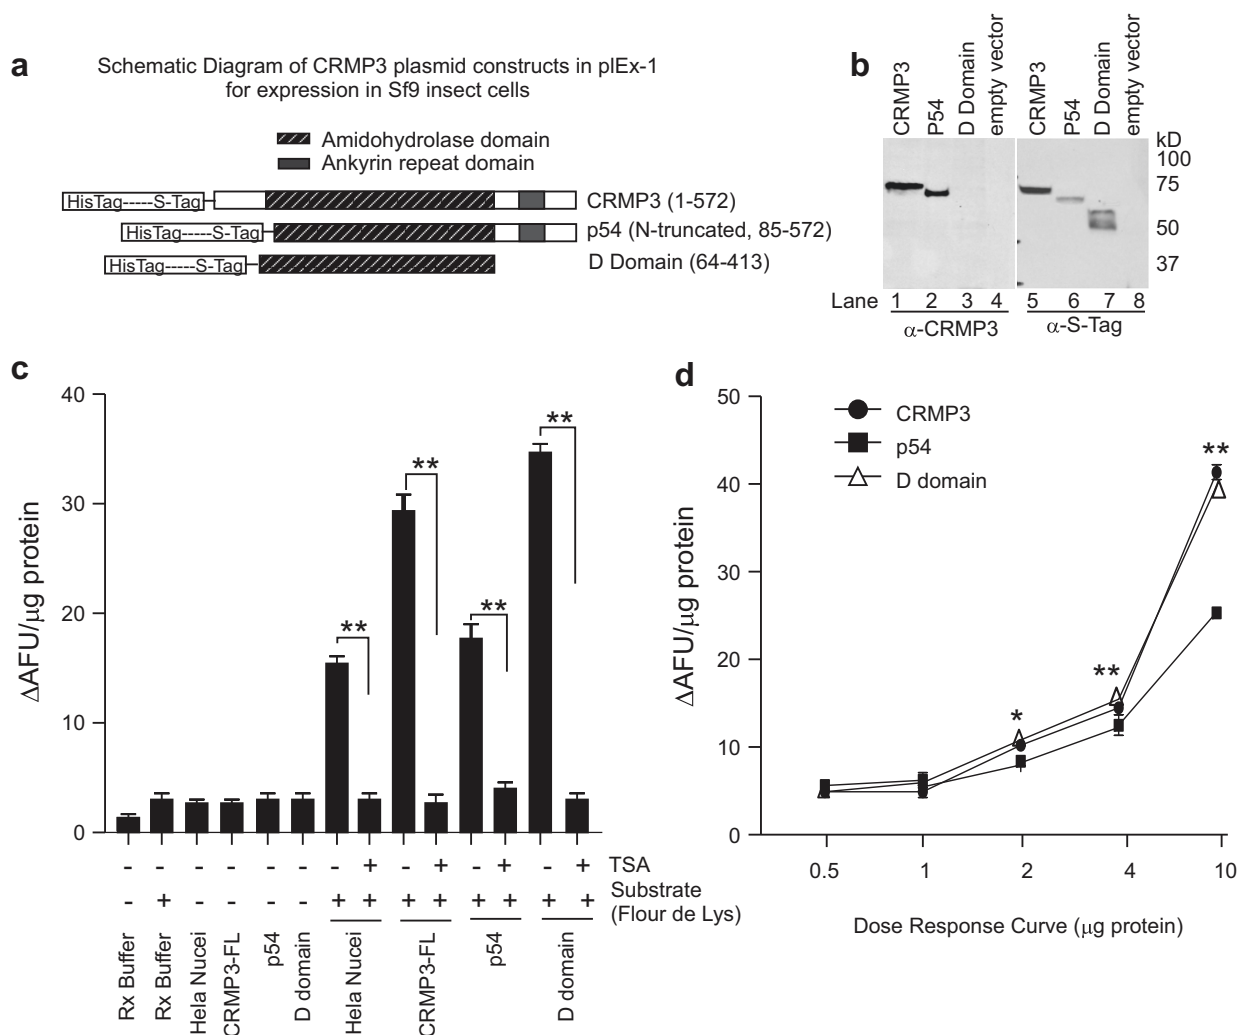 a
Schematic Diagram of CRMP3 plasmid constructs in pIEx-1
for expression in Sf9 insect cells
Amidohydrolase domain
Ankyrin repeat domain
HisTag-----S-Tag
CRMP3 (1-572)
HisTag-----S-Tag
p54 (N-truncated, 85-572)
HisTag-----S-Tag
D Domain (64-413)
b
CRMP3
P54
D Domain
empty vector
CRMP3
P54
D Domain
empty vector
kD
100
75
50
37
Lane 1 2 3 4 5 6 7 8
α-CRMP3
α-S-Tag
c
ΔAFU/μg protein
40
30
20
10
0
**
**
**
**
- - - - - - - + - + - + - + TSA
- + - - - - + + + + + + + + Substrate
(Flour de Lys)
Rx Buffer
Rx Buffer
Hela Nucei
CRMP3-FL
p54
D domain
Hela Nucei
CRMP3-FL
p54
D domain
d
ΔAFU/μg protein
50
40
30
20
10
0
CRMP3
p54
D domain
*
**
**
0.5 1 2 4 10
Dose Response Curve (μg protein)